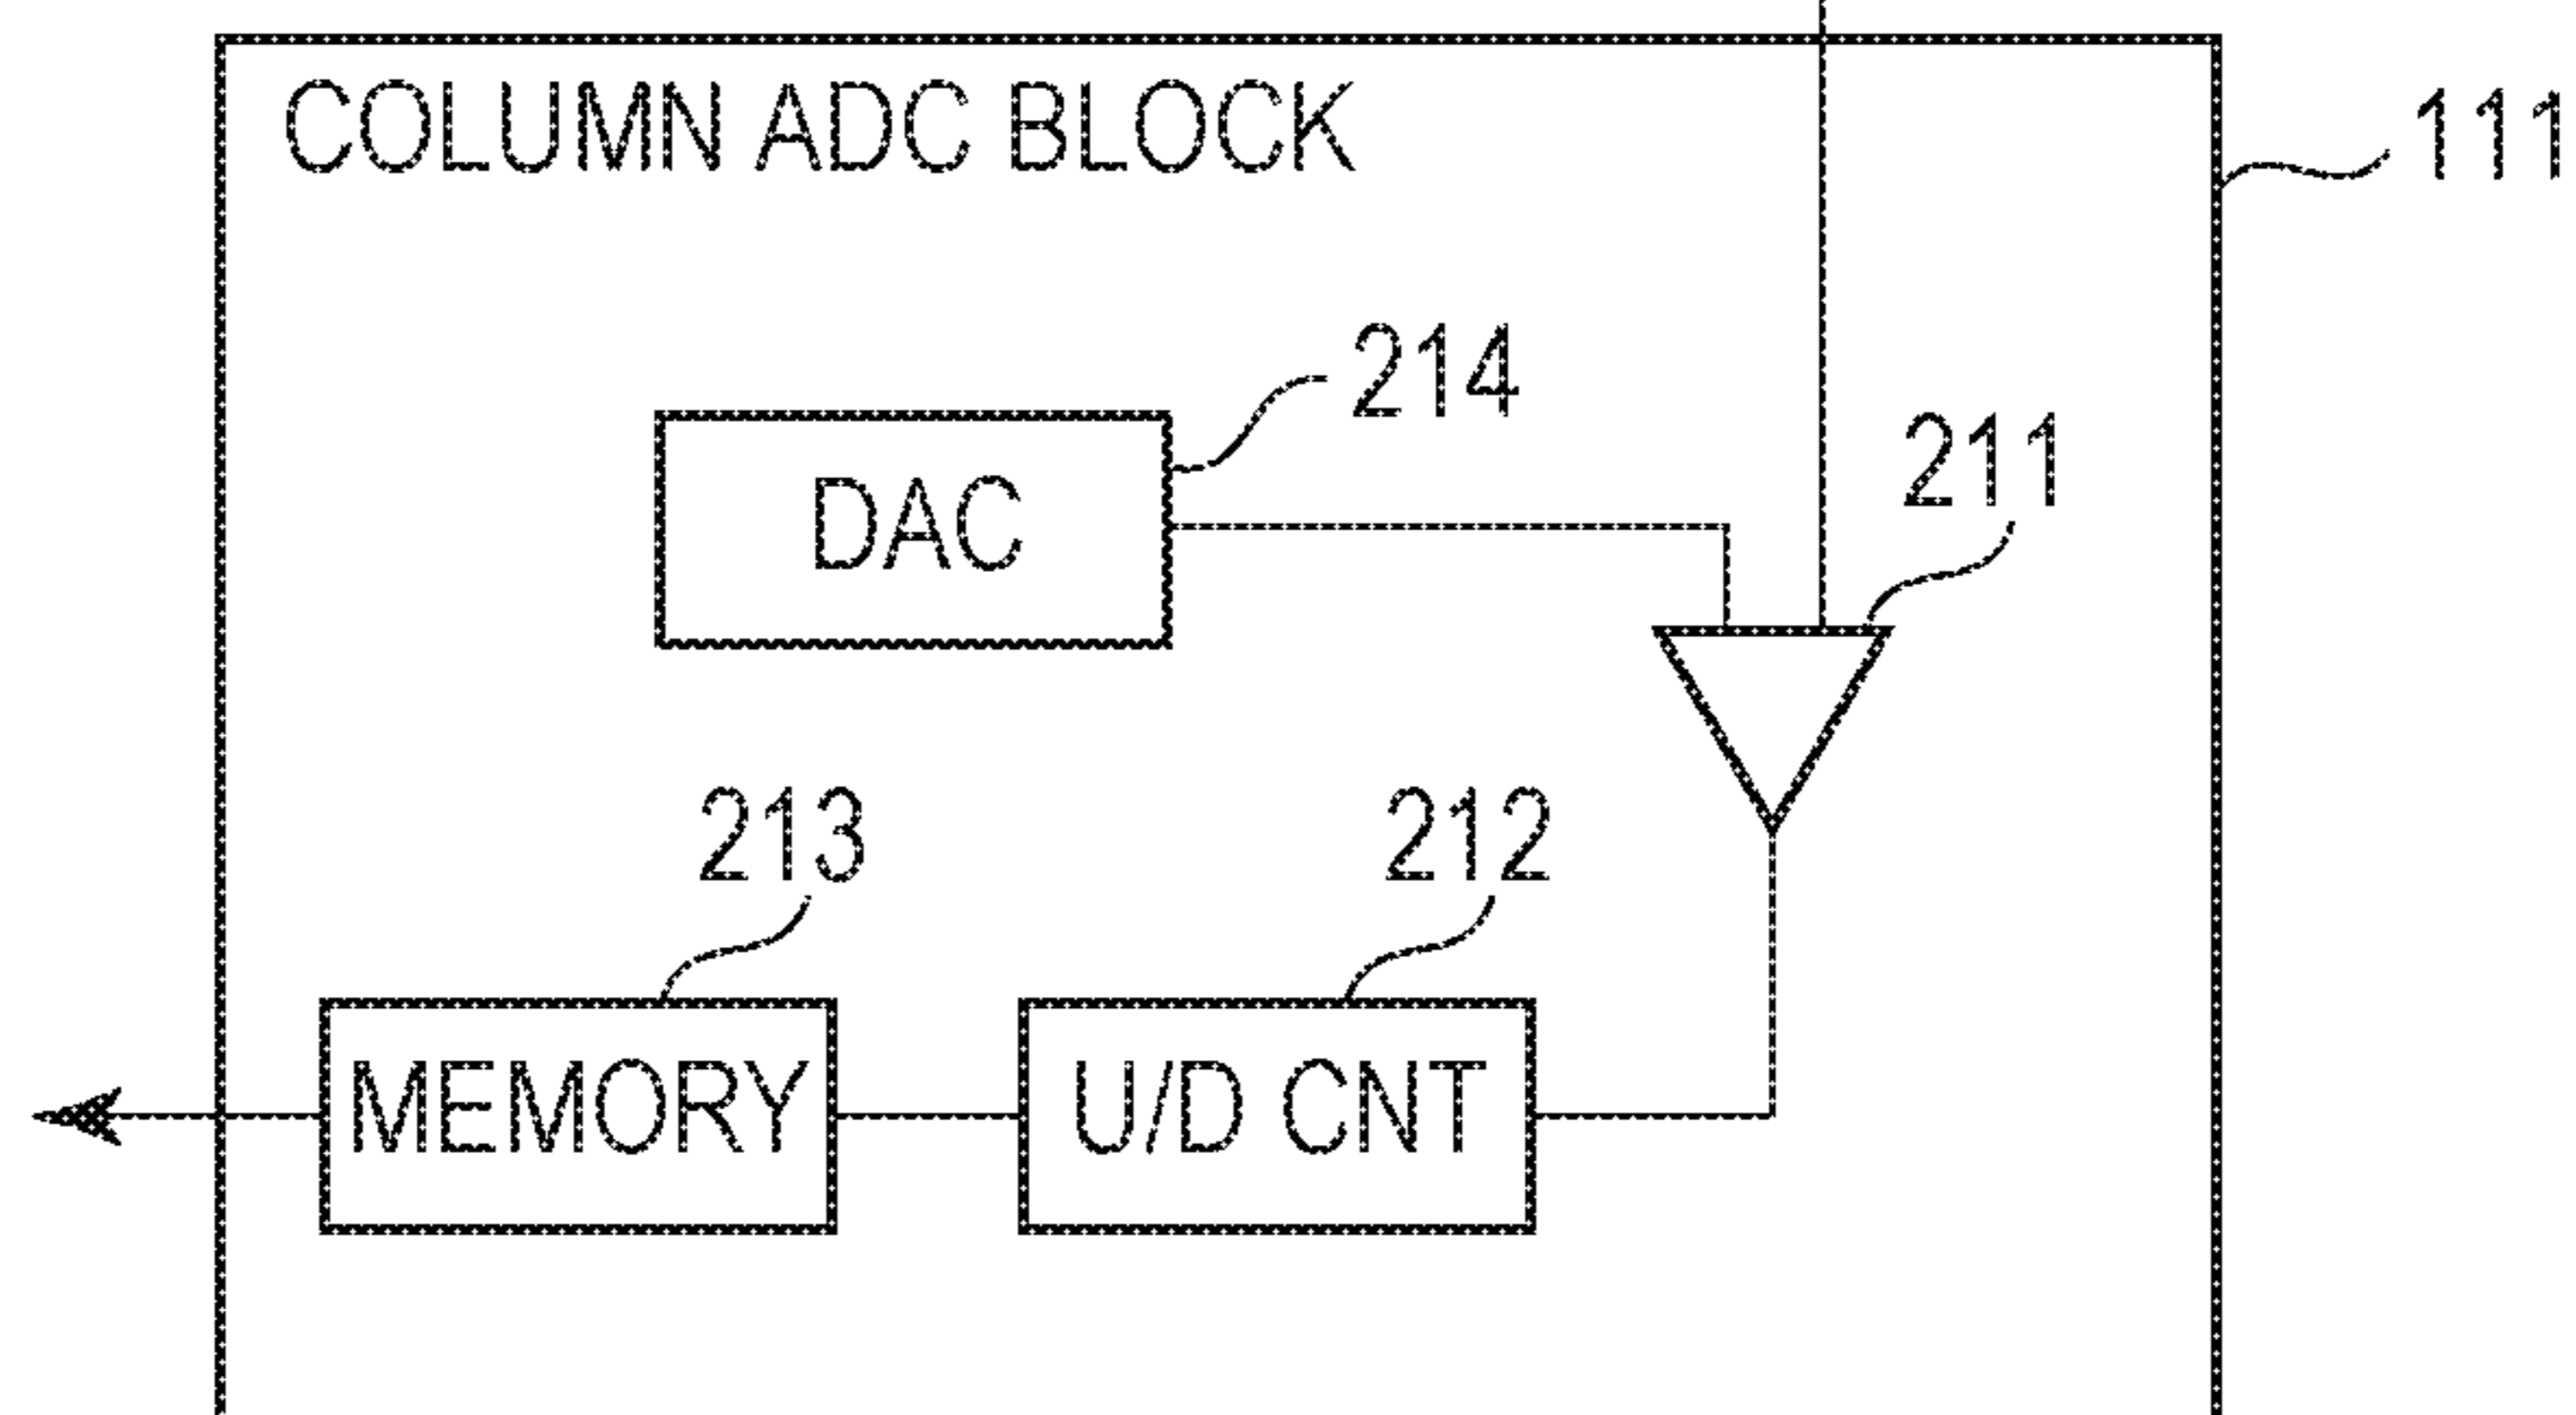 COLUMN ADC BLOCK
111
214
DAC
211
213
212
MEMORY
U/D CNT